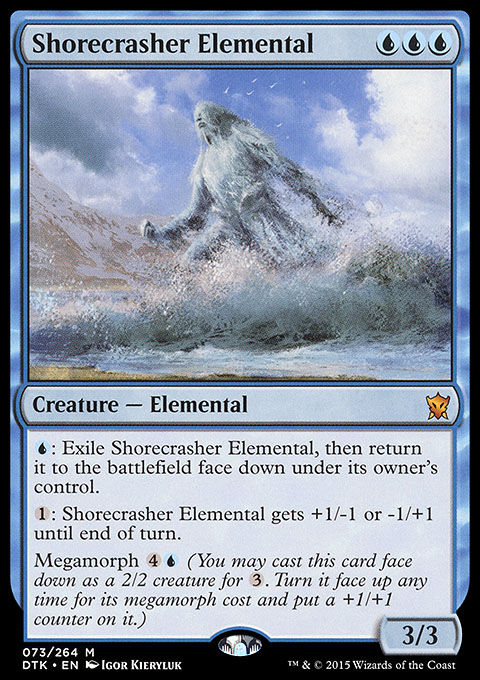 Shorecrasher Elemental
Creature — Elemental
: Exile Shorecrasher Elemental, then return
it to the battlefield face down under its owner's
control.
1: Shorecrasher Elemental gets +1/-1 or -1/+1
until end of turn.
Megamorph 4 (You may cast this card face
down as a 2/2 creature for 3. Turn it face up any
time for its megamorph cost and put a +1/+1
counter on it.)
3/3
073/264 M
DTK • EN Igor Kieryluk
™ & © 2015 Wizards of the Coast